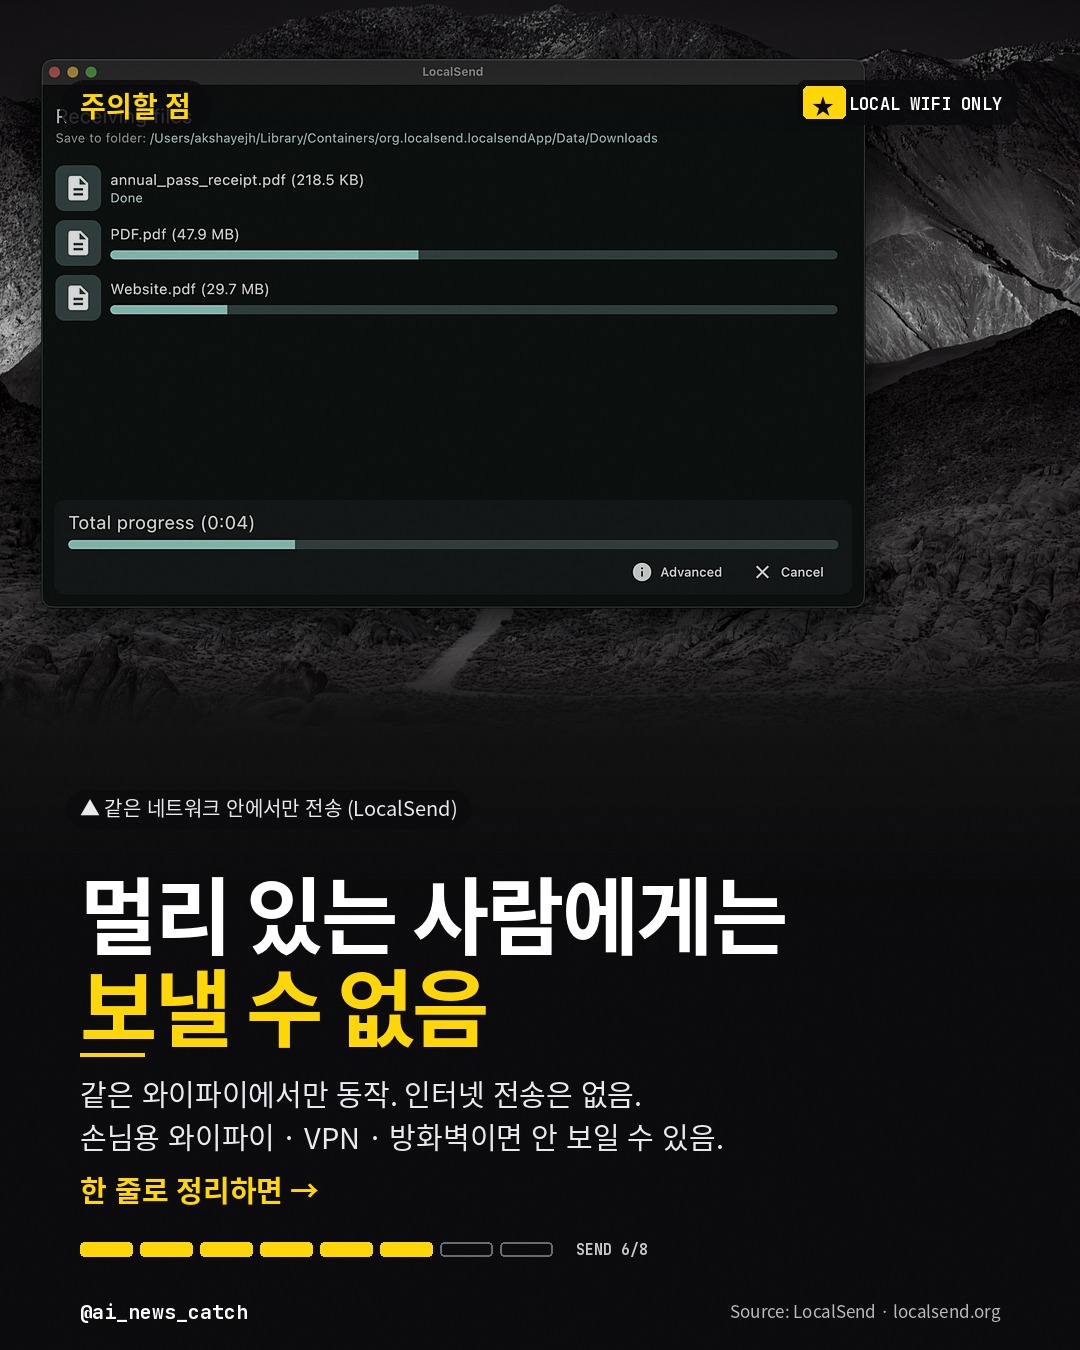 LocalSend
주의할 점
Receiving files
★ LOCAL WIFI ONLY
Save to folder: /Users/akshayejh/Library/Containers/org.localsend.localsendApp/Data/Downloads
annual_pass_receipt.pdf (218.5 KB)
Done
PDF.pdf (47.9 MB)
Website.pdf (29.7 MB)
Total progress (0:04)
Advanced
Cancel
▲ 같은 네트워크 안에서만 전송 (LocalSend)
멀리 있는 사람에게는
보낼 수 없음
같은 와이파이에서만 동작. 인터넷 전송은 없음.
손님용 와이파이 · VPN · 방화벽이면 안 보일 수 있음.
한 줄로 정리하면 →
SEND 6/8
@ai_news_catch
Source: LocalSend · localsend.org